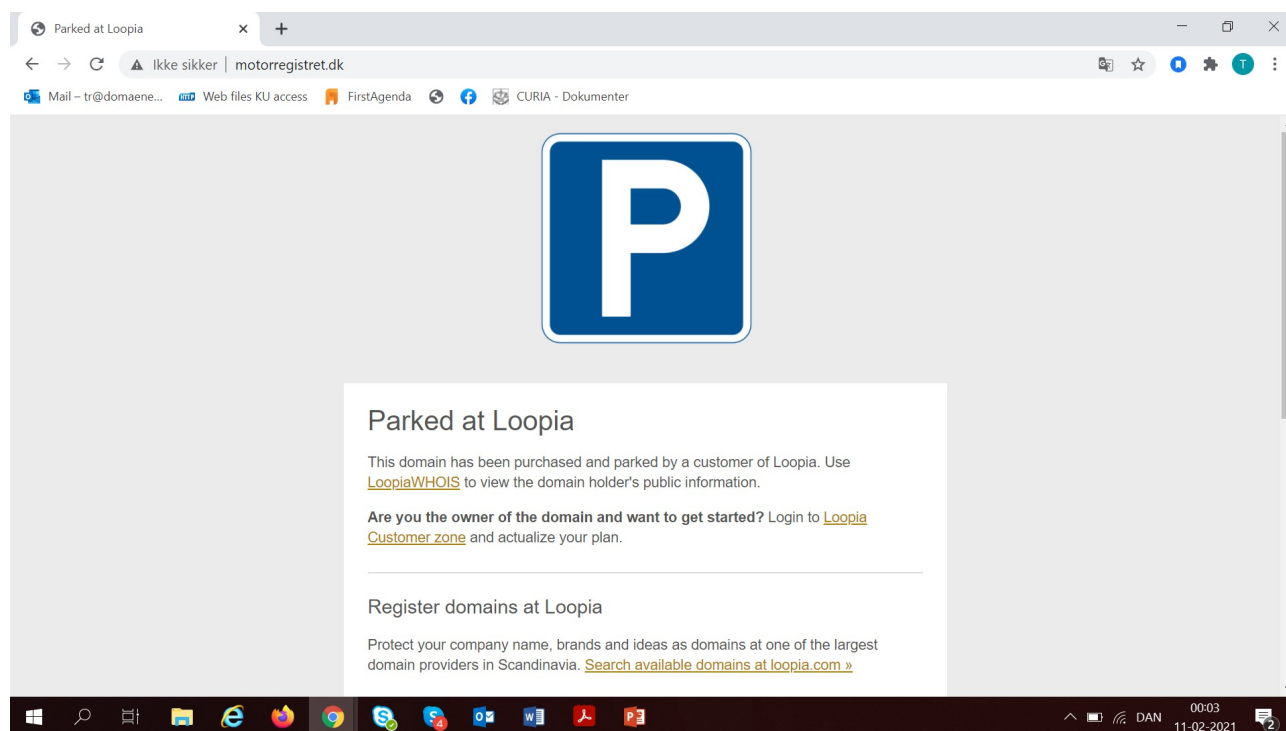 Parked at Loopia
Ikke sikker | motorregistret.dk
Mail – tr@domaene... Web files KU access FirstAgenda CURIA - Dokumenter
T
P
Parked at Loopia
This domain has been purchased and parked by a customer of Loopia. Use
LoopiaWHOIS to view the domain holder's public information.
Are you the owner of the domain and want to get started? Login to Loopia
Customer zone and actualize your plan.
Register domains at Loopia
Protect your company name, brands and ideas as domains at one of the largest
domain providers in Scandinavia. Search available domains at loopia.com »
DAN
00:03
11-02-2021
2